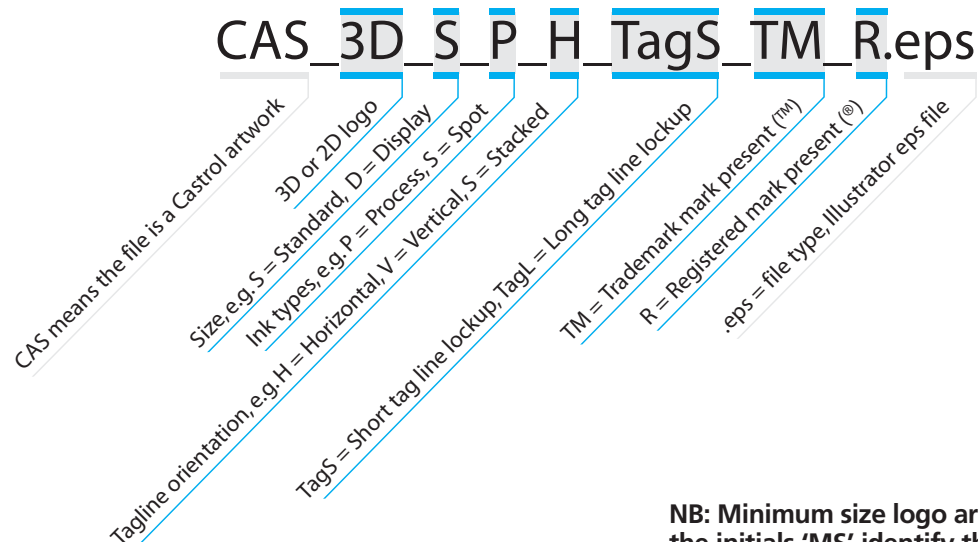 CAS_3D_S_P_H_TagS_TM_R.eps
CAS means the file is a Castrol artwork
3D or 2D logo
Size, e.g. S = Standard, D = Display
Ink types, e.g. P = Process, S = Spot
Tagline orientation, e.g. H = Horizontal, V = Vertical, S = Stacked
TagS = Short tag line lockup, TagL = Long tag line lockup
TM = Trademark mark present (™)
R = Registered mark present (®)
.eps = file type, Illlustrator eps file
NB: Minimum size logo ar
the initials ‘MS’ identify th